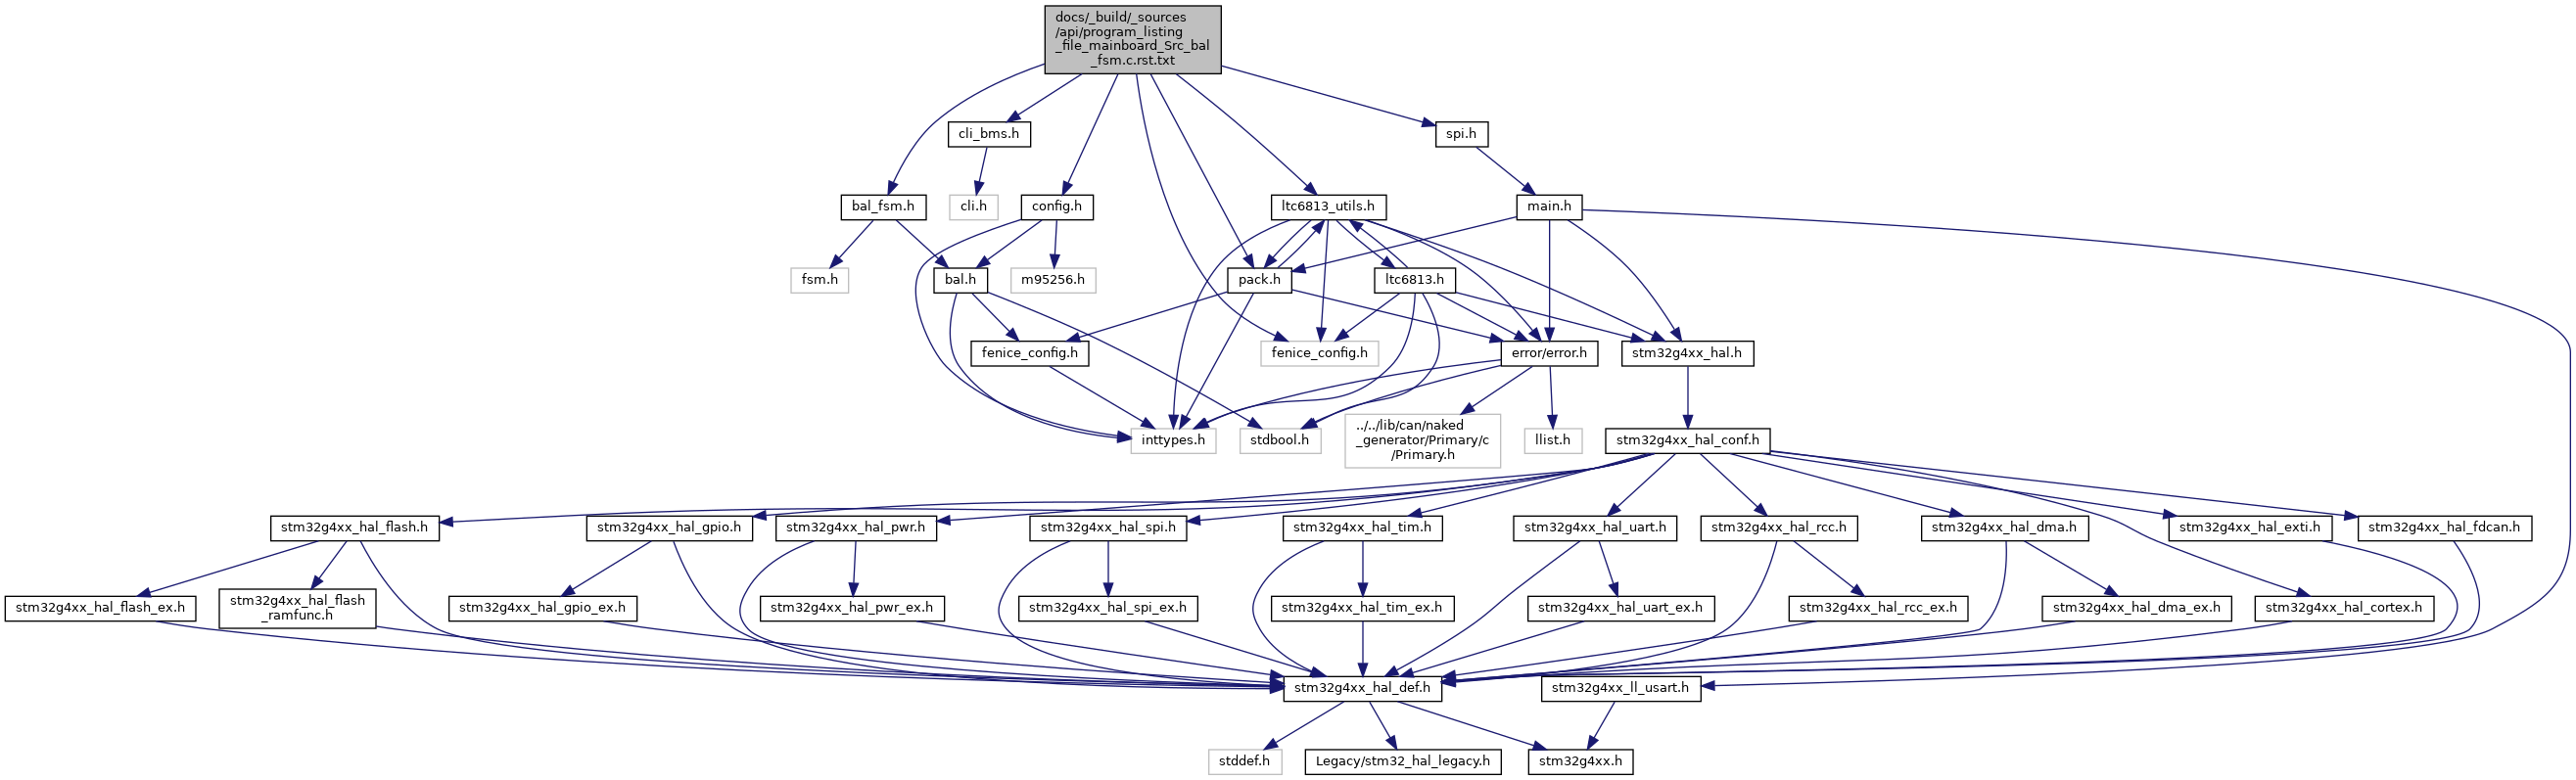 docs/_build/_sources
/api/program_listing
_file_mainboard_Src_bal
_fsm.c.rst.txt
cli_bms.h
spi.h
bal_fsm.h
cli.h
config.h
ltc6813_utils.h
main.h
fsm.h
bal.h
m95256.h
pack.h
ltc6813.h
fenice_config.h
fenice_config.h
error/error.h
stm32g4xx_hal.h
inttypes.h
stdbool.h
../../lib/can/naked
_generator/Primary/c
/Primary.h
llist.h
stm32g4xx_hal_conf.h
stm32g4xx_hal_flash.h
stm32g4xx_hal_gpio.h
stm32g4xx_hal_pwr.h
stm32g4xx_hal_spi.h
stm32g4xx_hal_tim.h
stm32g4xx_hal_uart.h
stm32g4xx_hal_rcc.h
stm32g4xx_hal_dma.h
stm32g4xx_hal_exti.h
stm32g4xx_hal_fdcan.h
stm32g4xx_hal_flash_ex.h
stm32g4xx_hal_flash
_ramfunc.h
stm32g4xx_hal_gpio_ex.h
stm32g4xx_hal_pwr_ex.h
stm32g4xx_hal_spi_ex.h
stm32g4xx_hal_tim_ex.h
stm32g4xx_hal_uart_ex.h
stm32g4xx_hal_rcc_ex.h
stm32g4xx_hal_dma_ex.h
stm32g4xx_hal_cortex.h
stm32g4xx_hal_def.h
stm32g4xx_ll_usart.h
stddef.h
Legacy/stm32_hal_legacy.h
stm32g4xx.h